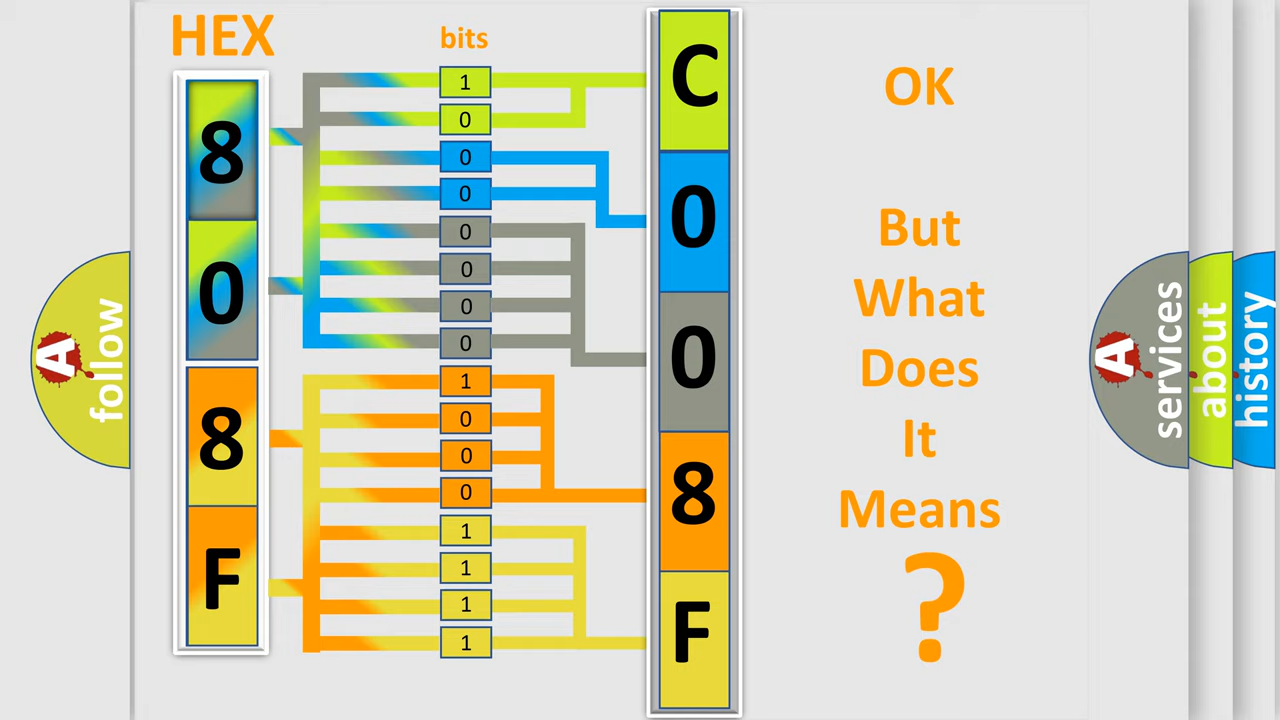 HEX
bits
8
0
8
F
1
0
0
0
0
0
0
0
1
0
0
0
1
1
1
1
C
0
0
8
F
OK
But
What
Does
It
Means
?
A
follow
A
services
about
history